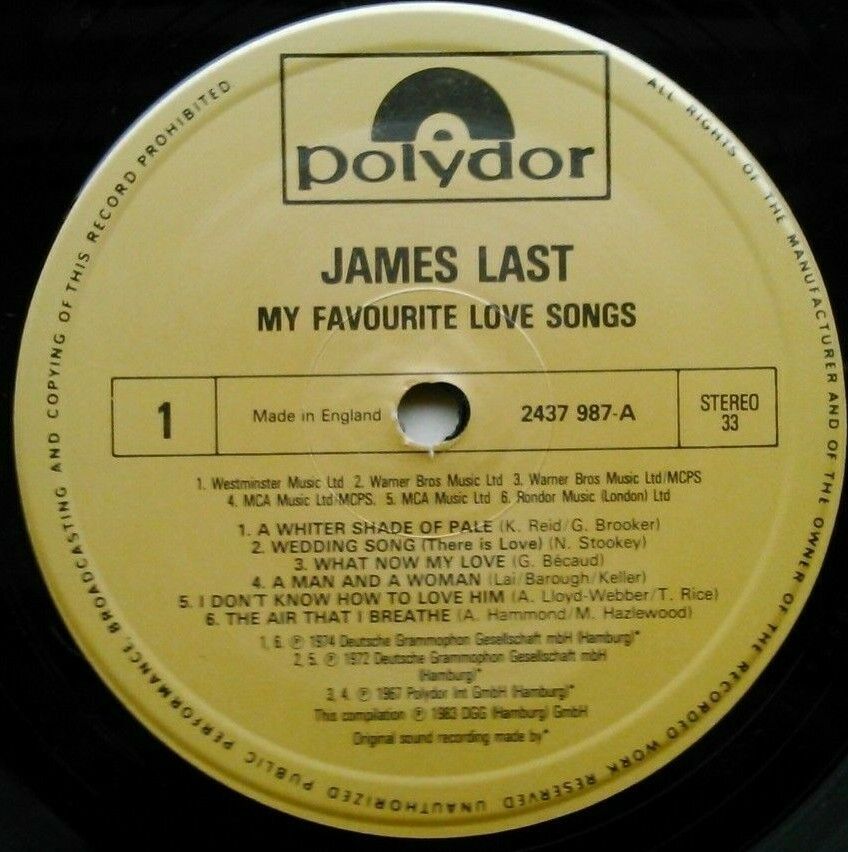 polydor
JAMES LAST
MY FAVOURITE LOVE SONGS
1
Made in England
2437 987-A
STEREO
33
1. Westminster Music Ltd 2. Warner Bros Music Ltd 3. Warner Bros Music Ltd/MCPS
4. MCA Music Ltd/MCPS. 5. MCA Music Ltd 6. Rondor Music (London) Ltd
1. A WHITER SHADE OF PALE (K. Reid/G. Brooker)
2. WEDDING SONG (There is Love) (N. Stookey)
3. WHAT NOW MY LOVE (G. Bécaud)
4. A MAN AND A WOMAN (Lai/Barough/Keller)
5. I DON'T KNOW HOW TO LOVE HIM (A. Lloyd-Webber/T. Rice)
6. THE AIR THAT I BREATHE (A. Hammond/M. Hazlewood)
1, 6. ℗ 1974 Deutsche Grammophon Gesellschaft mbH (Hamburg)*
2, 5. ℗ 1972 Deutsche Grammophon Gesellschaft mbH
(Hamburg)*
3, 4. ℗ 1967 Polydor Int GmbH (Hamburg)*
This compilation ℗ 1983 DGG (Hamburg) GmbH
Original sound recording made by*
ALL RIGHTS OF THE MANUFACTURER AND OF THE OWNER OF THE RECORDED WORK RESERVED UNAUTHORIZED PUBLIC PERFORMANCE, BROADCASTING AND COPYING OF THIS RECORD PROHIBITED